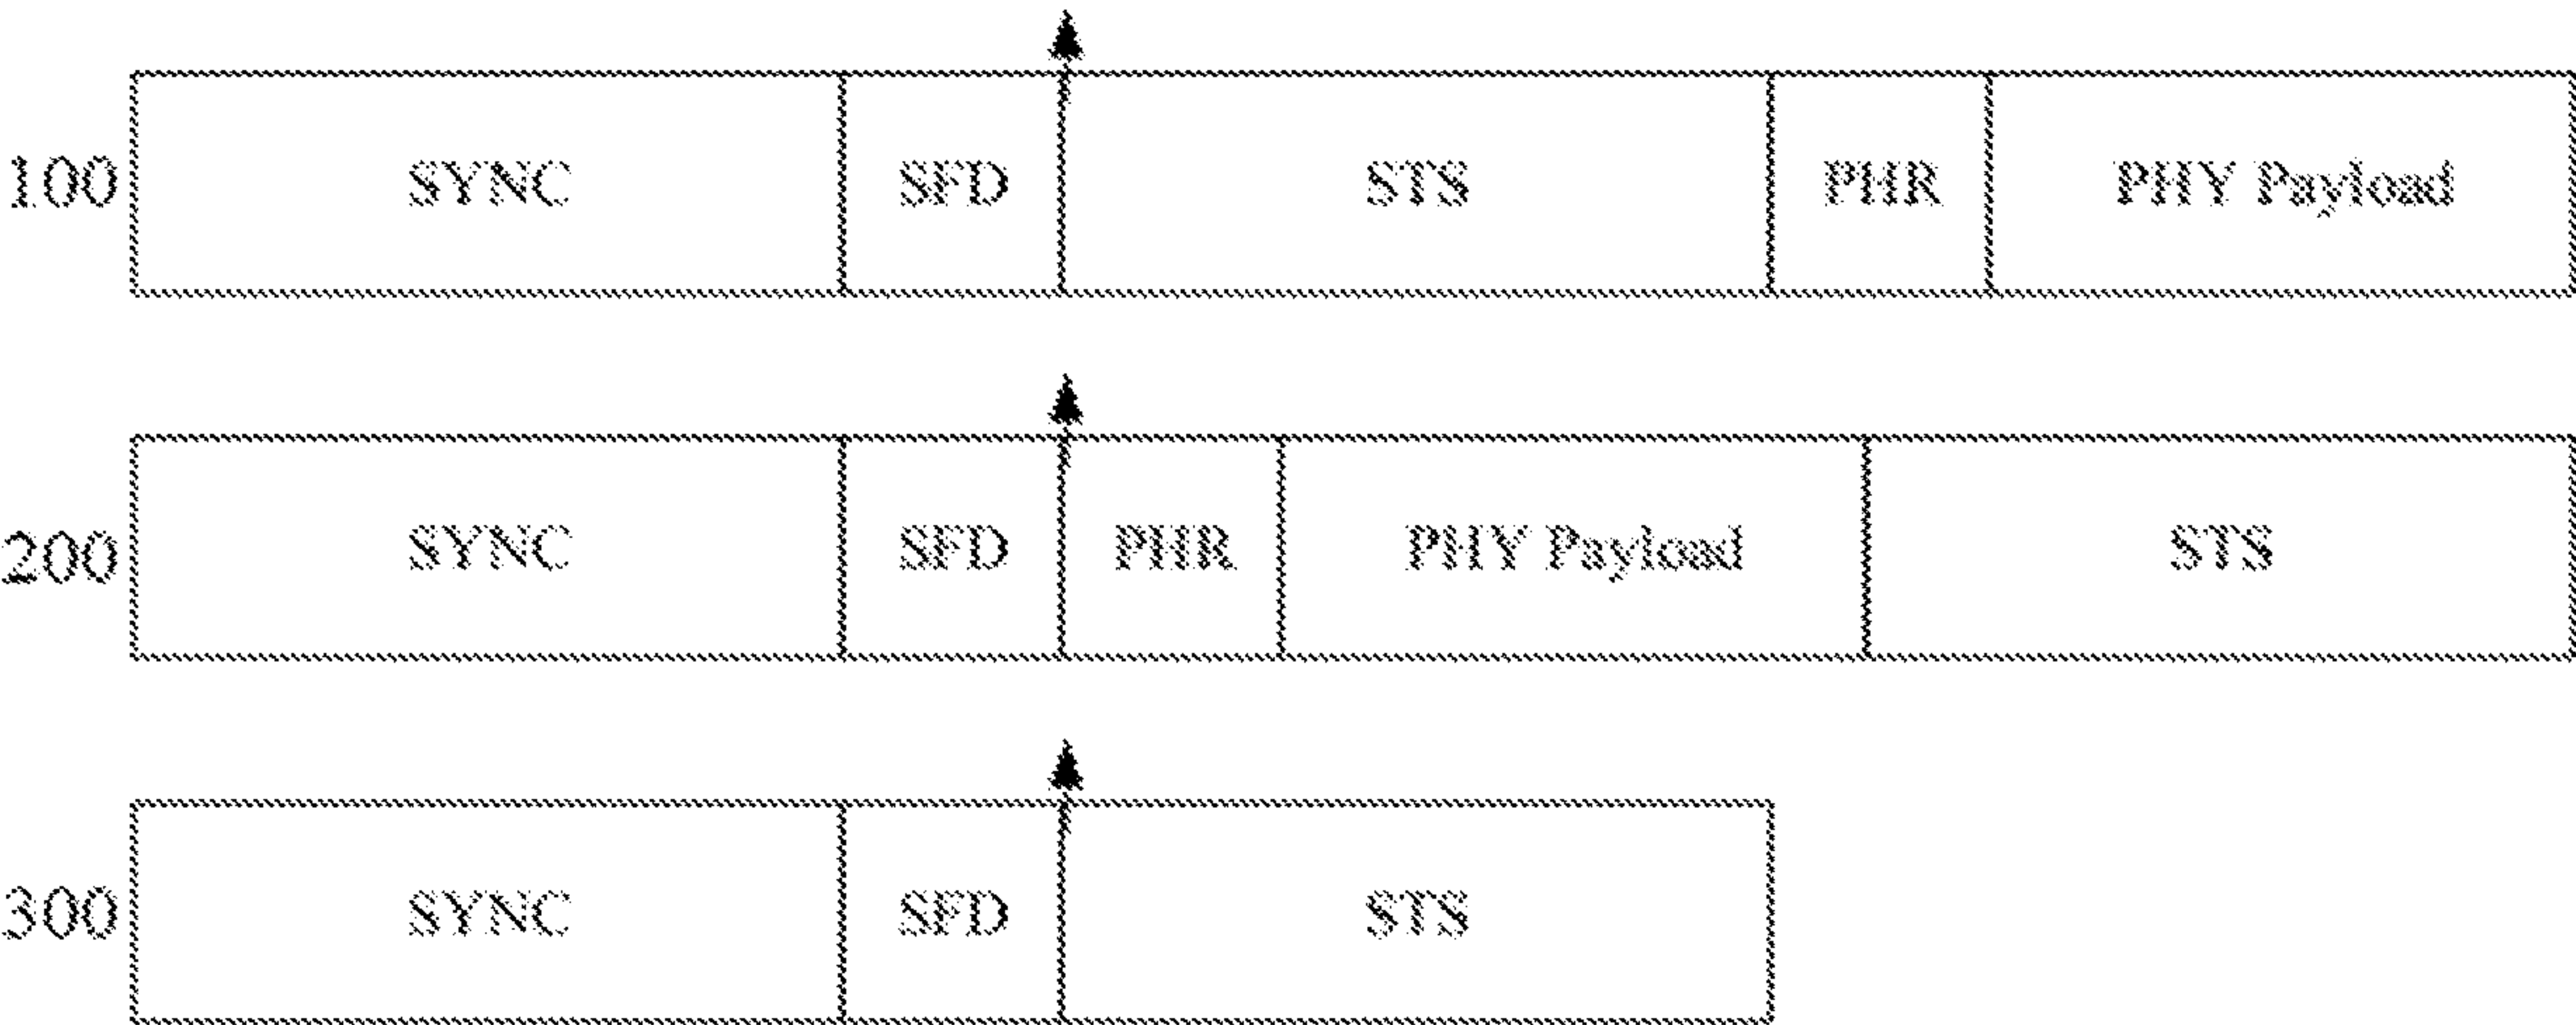 100 SYNC SFD STS PHR PHY Payload
200 SYNC SFD PHR PHY Payload STS
300 SYNC SFD STS